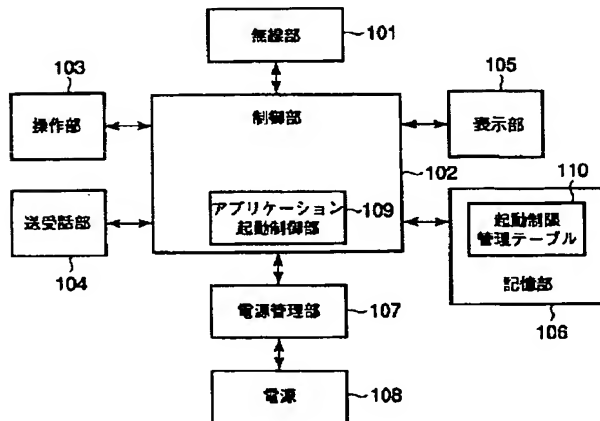 無線部
101
103
操作部
制御部
105
表示部
102
送受話部
104
アプリケーション
起動制御部
109
110
起動制限
管理テーブル
記憶部
106
電源管理部
107
電源
108